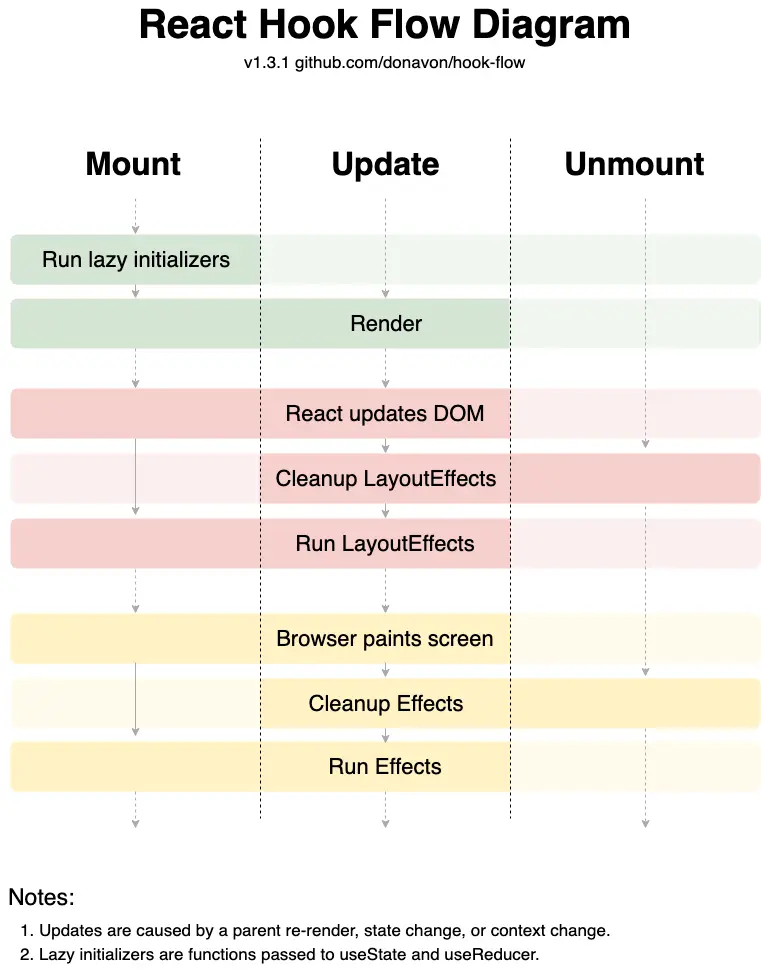 React Hook Flow Diagram
v1.3.1 github.com/donavon/hook-flow
Mount Update Unmount
Run lazy initializers
Render
React updates DOM
Cleanup LayoutEffects
Run LayoutEffects
Browser paints screen
Cleanup Effects
Run Effects
Notes:
1. Updates are caused by a parent re-render, state change, or context change.
2. Lazy initializers are functions passed to useState and useReducer.